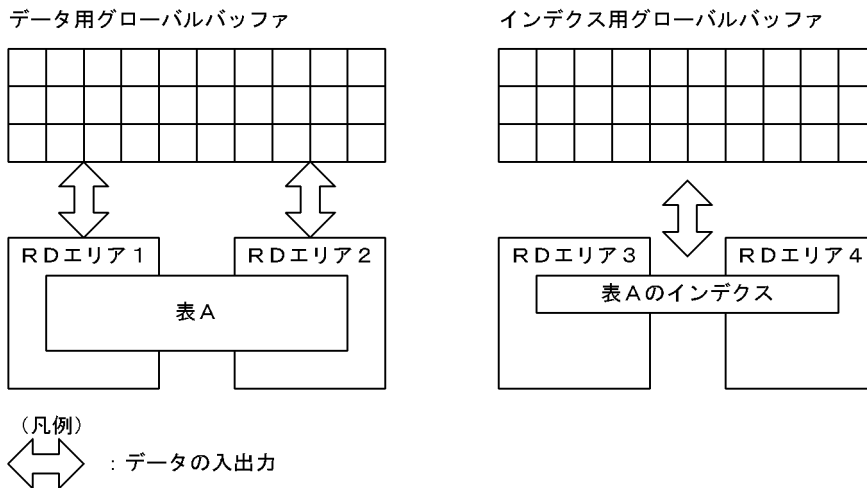 データ用グローバルバッファ
インデクス用グローバルバッファ
RDエリア1
RDエリア2
表A
RDエリア3
RDエリア4
表Aのインデクス
(凡例)
:データの入出力